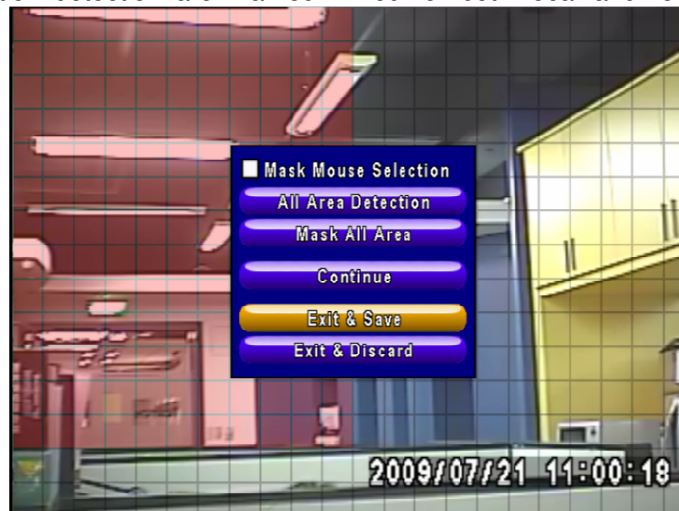 Mask Mouse Selection
All Area Detection
Mask All Area
Continue
Exit & Save
Exit & Discard
2009/07/21 11:00:18